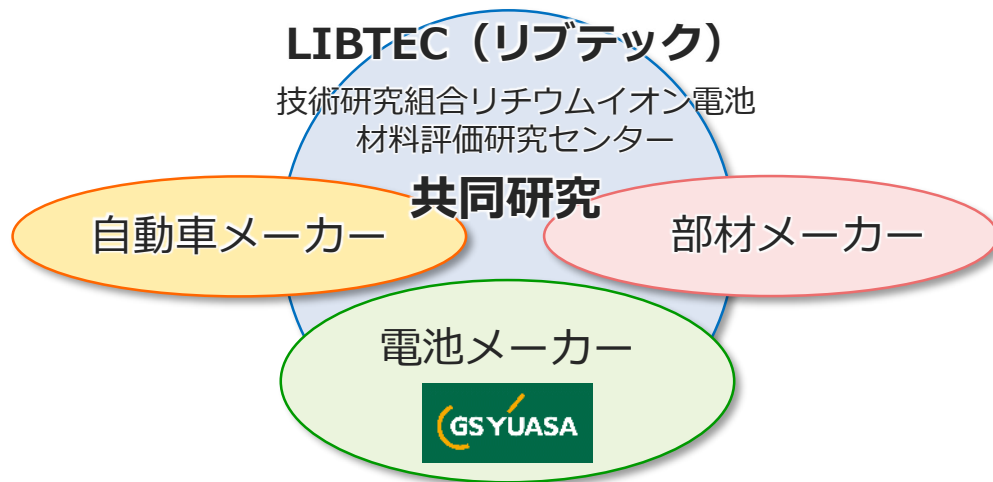 LIBTEC（リブテック）
技術研究組合リチウムイオン電池
材料評価研究センター
共同研究
自動車メーカー
部材メーカー
電池メーカー
GS YUASA